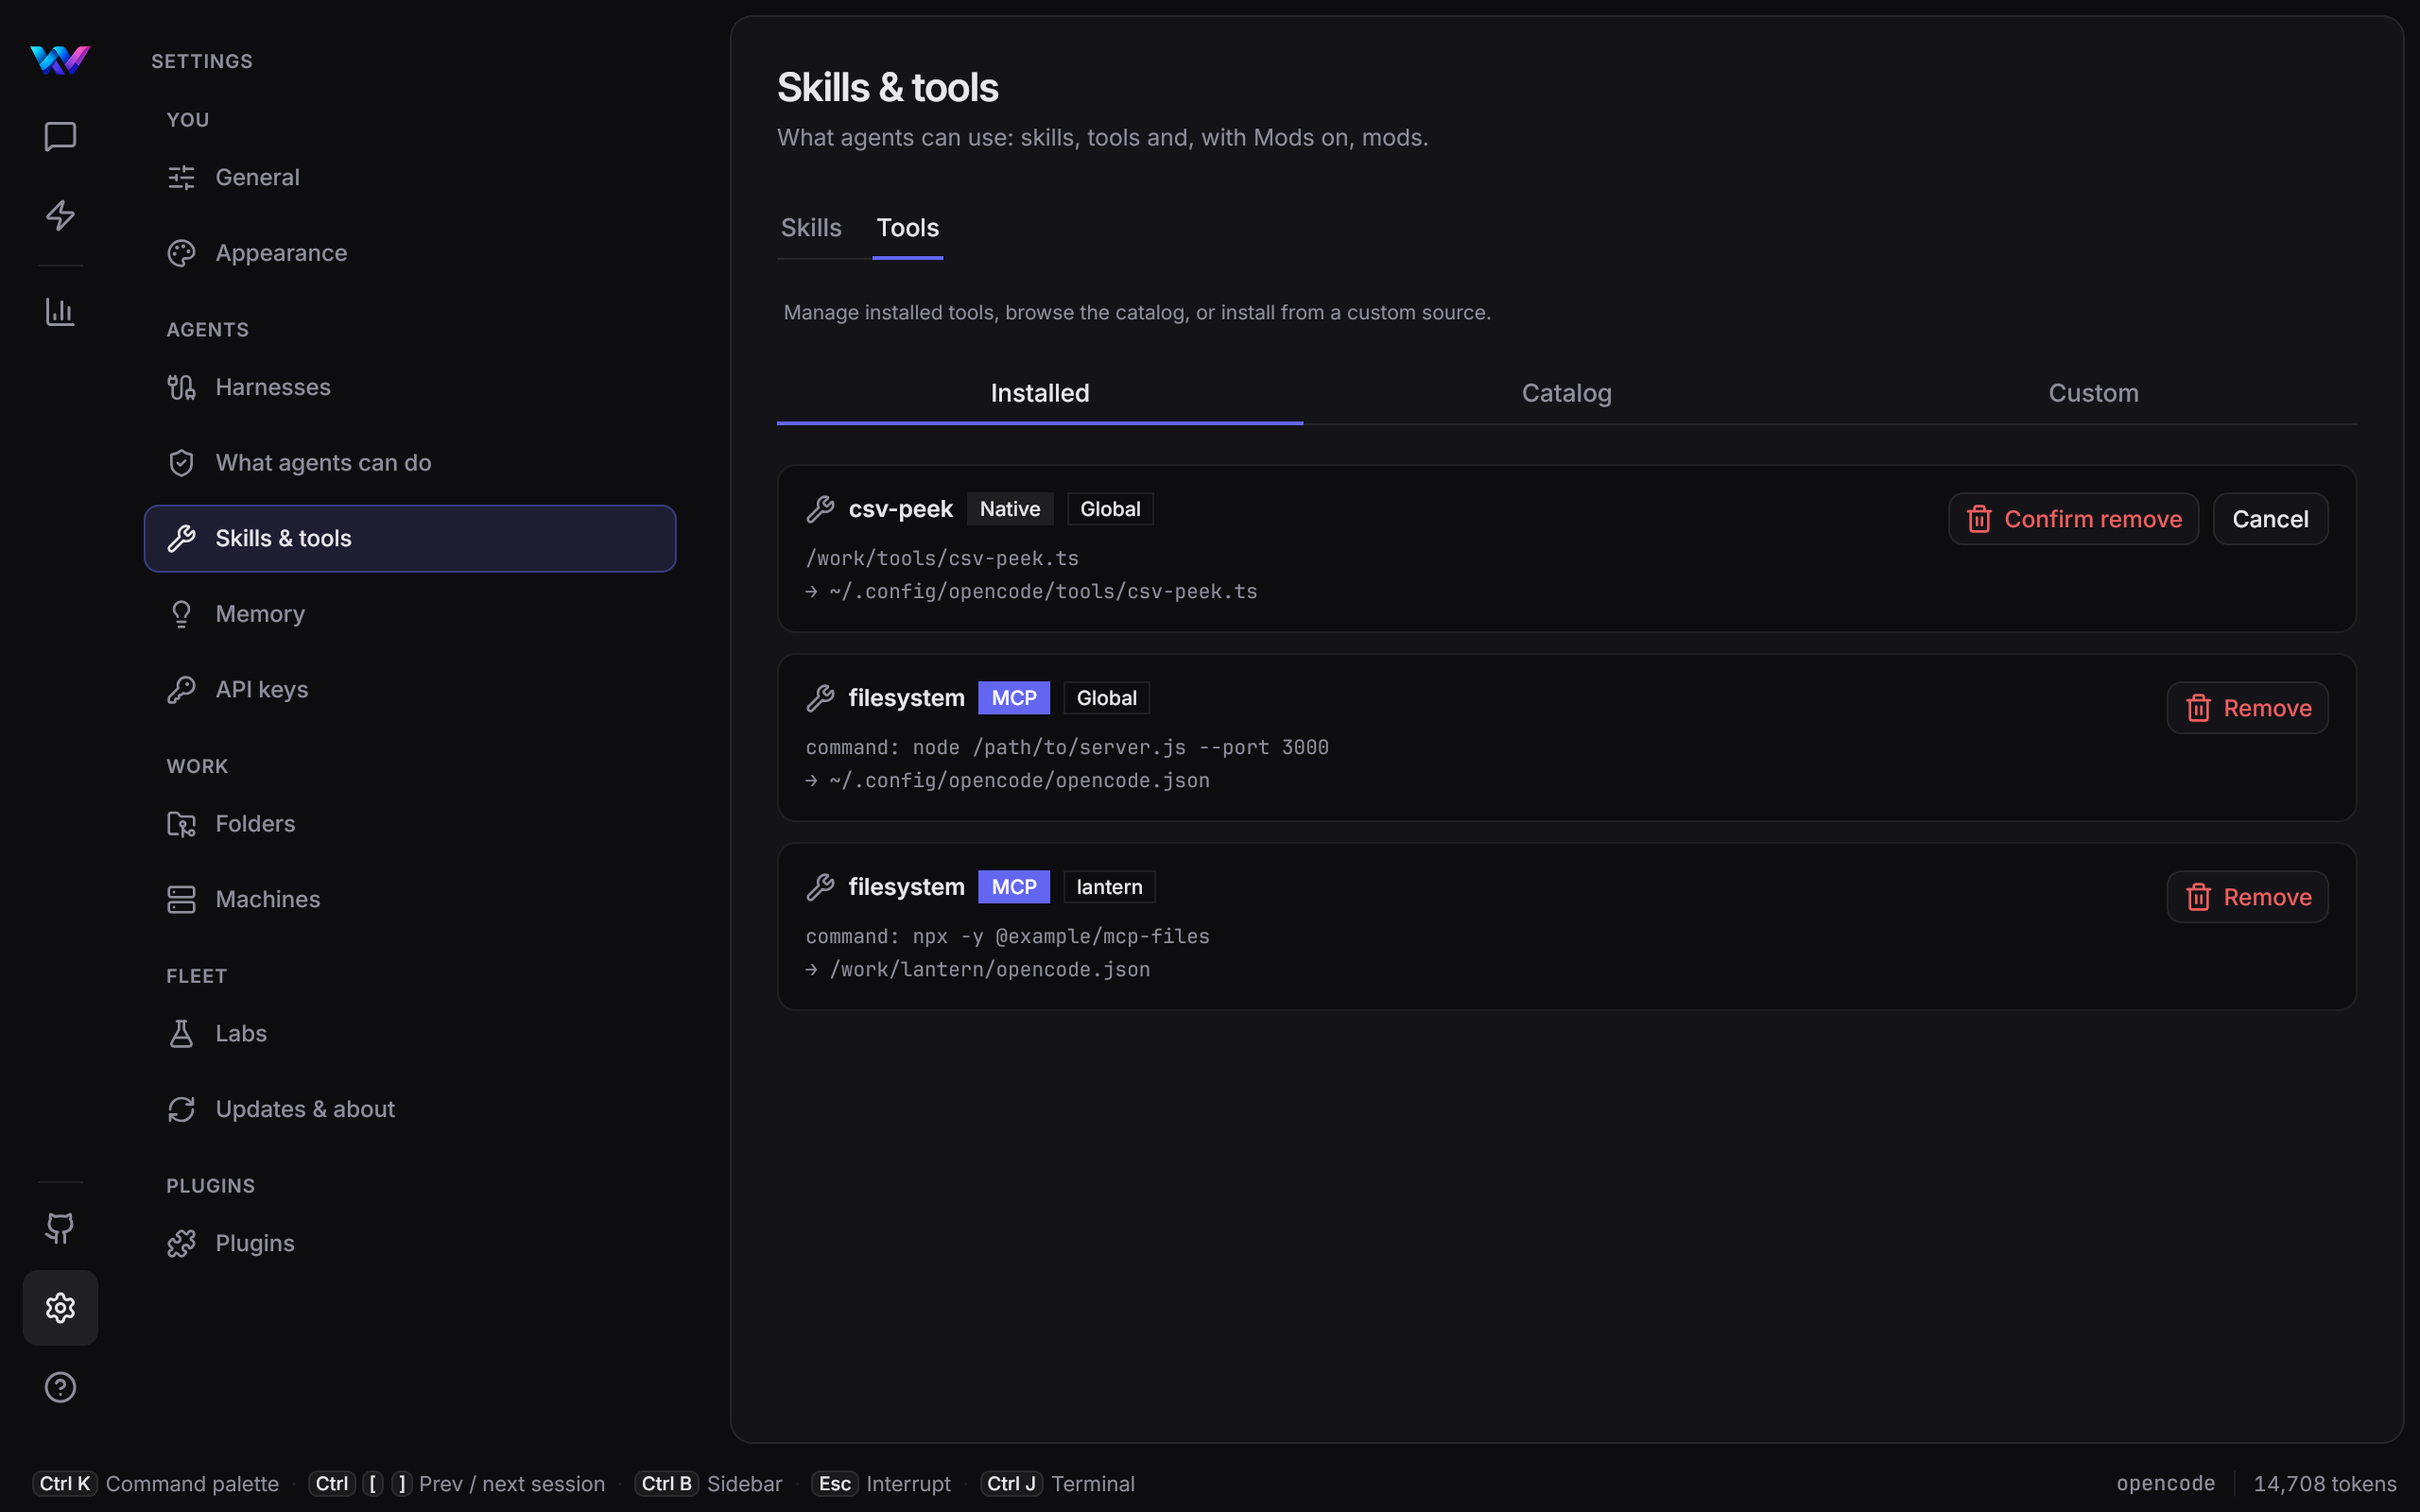 SETTINGS
YOU
General
Appearance
AGENTS
Harnesses
What agents can do
Skills & tools
Memory
API keys
WORK
Folders
Machines
FLEET
Labs
Updates & about
PLUGINS
Plugins
Skills & tools
What agents can use: skills, tools and, with Mods on, mods.
Skills Tools
Manage installed tools, browse the catalog, or install from a custom source.
Installed Catalog Custom
csv-peek Native Global Confirm remove Cancel
/work/tools/csv-peek.ts
→ ~/.config/opencode/tools/csv-peek.ts
filesystem MCP Global Remove
command: node /path/to/server.js --port 3000
→ ~/.config/opencode/opencode.json
filesystem MCP lantern Remove
command: npx -y @example/mcp-files
→ /work/lantern/opencode.json
Ctrl K Command palette · Ctrl [ ] Prev / next session · Ctrl B Sidebar · Esc Interrupt · Ctrl J Terminal opencode 14,708 tokens